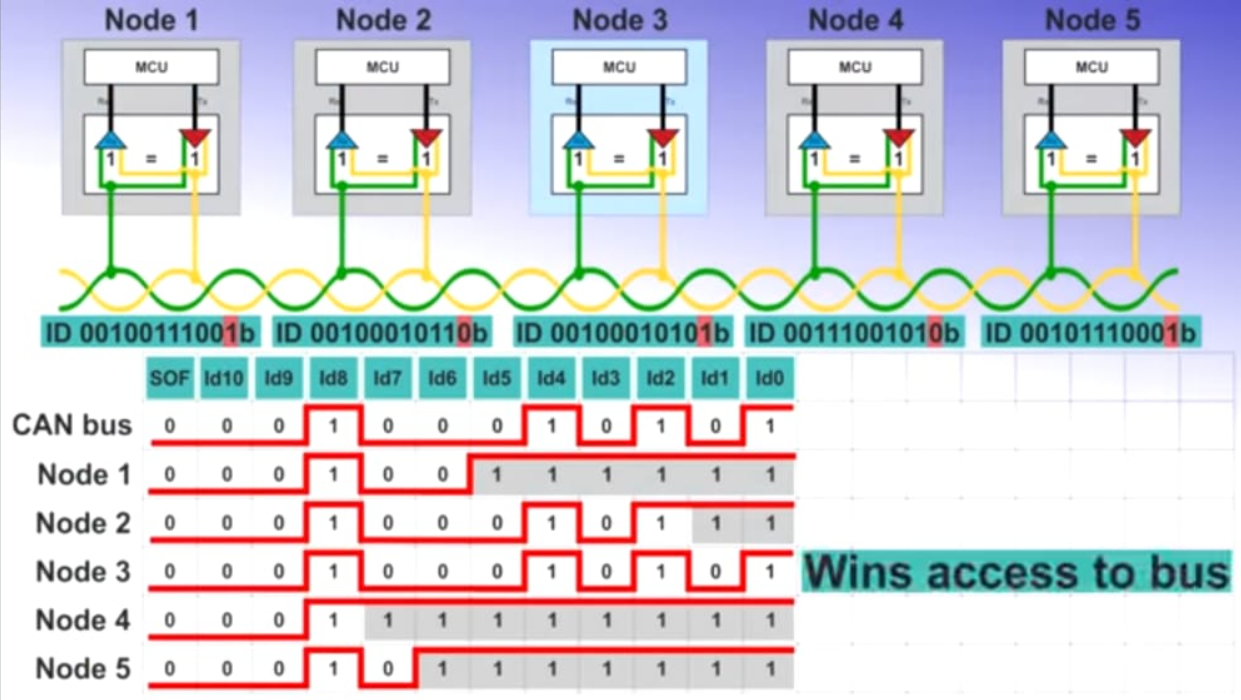 Node 1 Node 2 Node 3 Node 4 Node 5
MCU MCU MCU MCU MCU
Rx Tx Rx Tx Rx Tx Rx Tx Rx Tx
1 = 1 1 = 1 1 = 1 1 = 1 1 = 1
ID 00100111001b ID 00100010110b ID 00100010101b ID 00111001010b ID 00101110001b
SOF Id10 Id9 Id8 Id7 Id6 Id5 Id4 Id3 Id2 Id1 Id0
CAN bus 0 0 0 1 0 0 0 1 0 1 0 1
Node 1 0 0 0 1 0 0 1 1 1 1 1 1
Node 2 0 0 0 1 0 0 0 1 0 1 1 1
Node 3 0 0 0 1 0 0 0 1 0 1 0 1 Wins access to bus
Node 4 0 0 0 1 1 1 1 1 1 1 1 1
Node 5 0 0 0 1 0 1 1 1 1 1 1 1